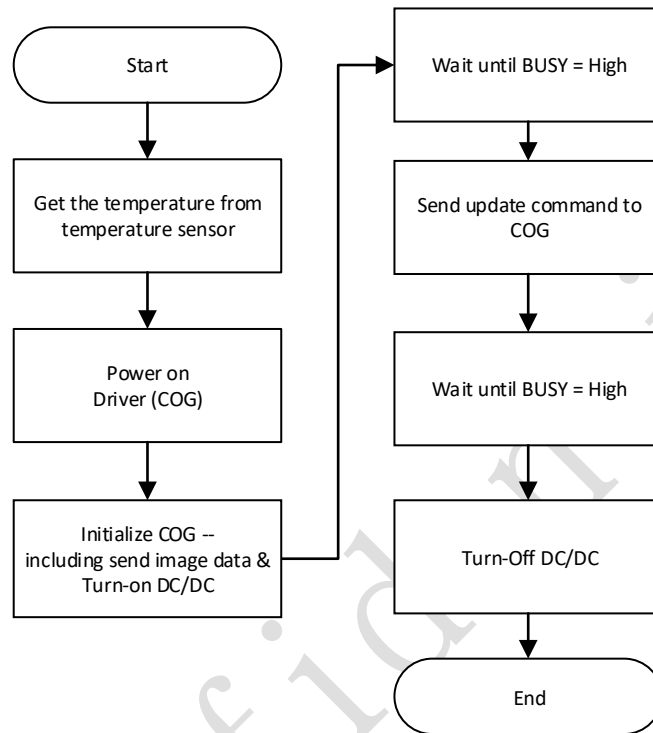 Start
Get the temperature from
temperature sensor
Power on
Driver (COG)
Initialize COG --
including send image data &
Turn-on DC/DC
Wait until BUSY = High
Send update command to
COG
Wait until BUSY = High
Turn-Off DC/DC
End